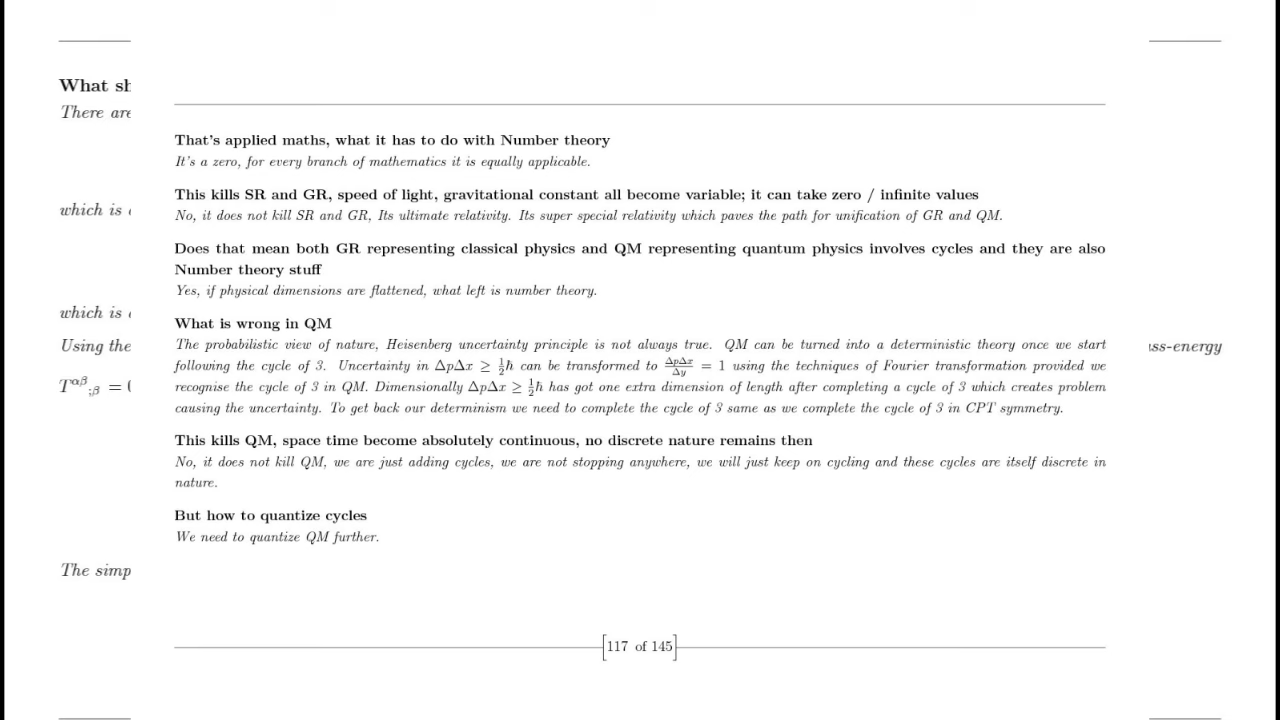 What sh
There are
which is
which is
Using the
ss-energy
T^{αβ}_{;β} =
The simp
That's applied maths, what it has to do with Number theory
It's a zero, for every branch of mathematics it is equally applicable.
This kills SR and GR, speed of light, gravitational constant all become variable; it can take zero / infinite values
No, it does not kill SR and GR, Its ultimate relativity. Its super special relativity which paves the path for unification of GR and QM.
Does that mean both GR representing classical physics and QM representing quantum physics involves cycles and they are also
Number theory stuff
Yes, if physical dimensions are flattened, what left is number theory.
What is wrong in QM
The probabilistic view of nature, Heisenberg uncertainty principle is not always true. QM can be turned into a deterministic theory once we start
following the cycle of 3. Uncertainty in ΔpΔx ≥ ½ħ can be transformed to ΔpΔx/Δy = 1 using the techniques of Fourier transformation provided we
recognise the cycle of 3 in QM. Dimensionally ΔpΔx ≥ ½ħ has got one extra dimension of length after completing a cycle of 3 which creates problem
causing the uncertainty. To get back our determinism we need to complete the cycle of 3 same as we complete the cycle of 3 in CPT symmetry.
This kills QM, space time become absolutely continuous, no discrete nature remains then
No, it does not kill QM, we are just adding cycles, we are not stopping anywhere, we will just keep on cycling and these cycles are itself discrete in
nature.
But how to quantize cycles
We need to quantize QM further.
117 of 145